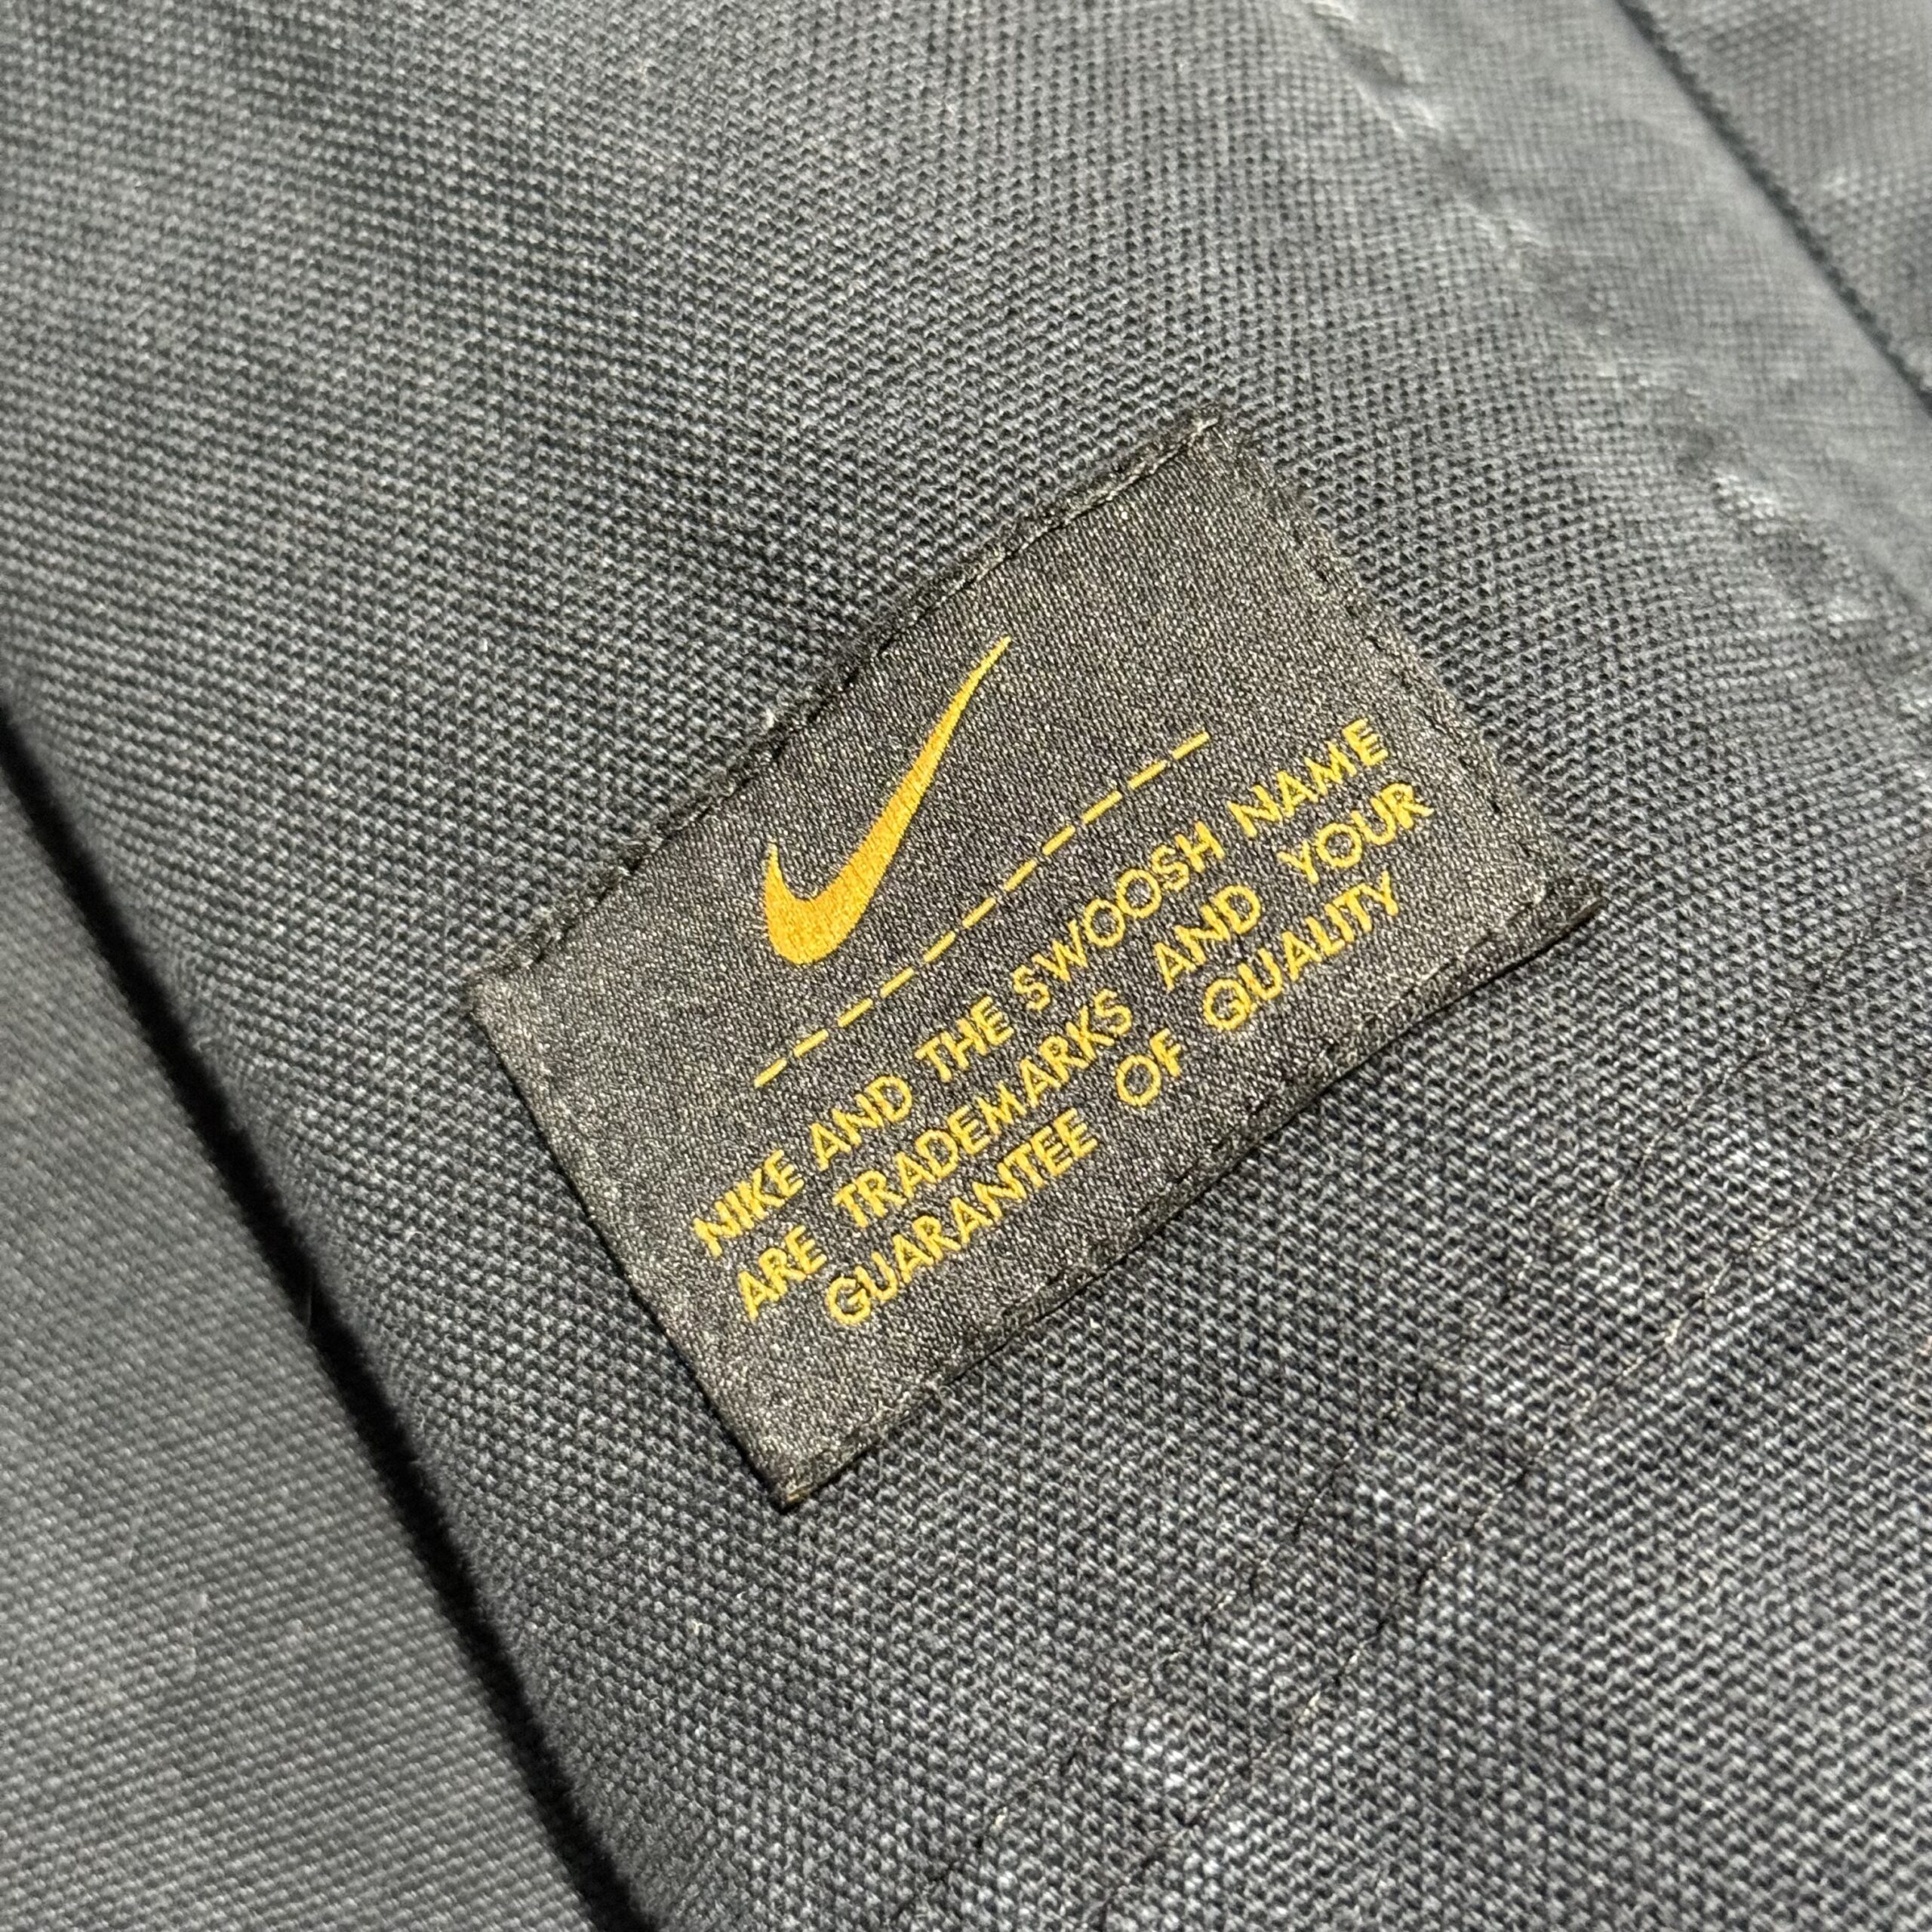 NIKE AND THE SWOOSH NAME
ARE TRADEMARKS AND YOUR
GUARANTEE OF QUALITY